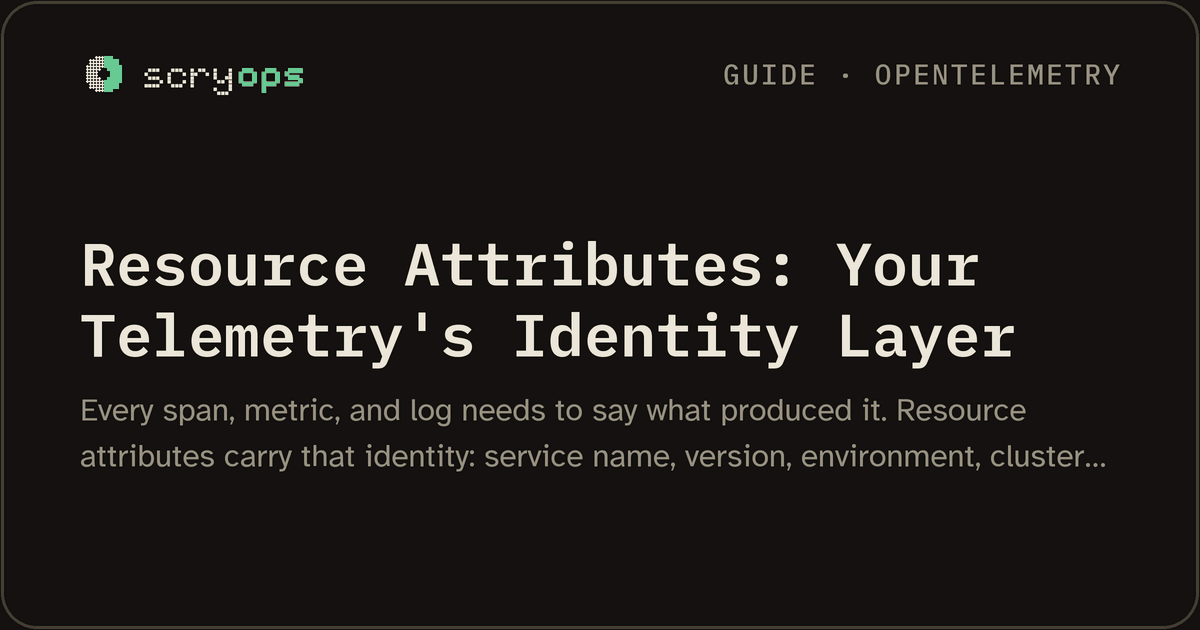 scryops
GUIDE · OPENTELEMETRY
Resource Attributes: Your
Telemetry's Identity Layer
Every span, metric, and log needs to say what produced it. Resource
attributes carry that identity: service name, version, environment, cluster…